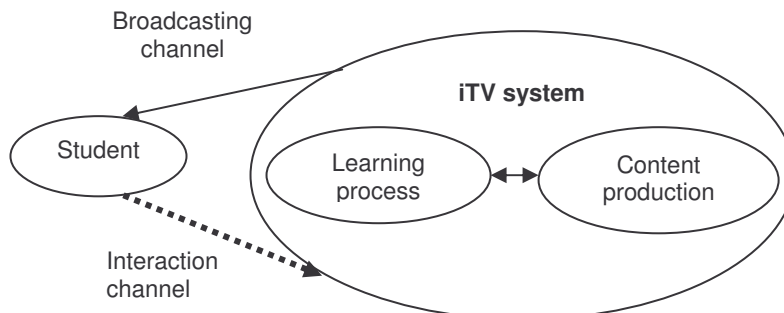 Broadcasting
channel
iTV system
Student
Learning
process
Content
production
Interaction
channel